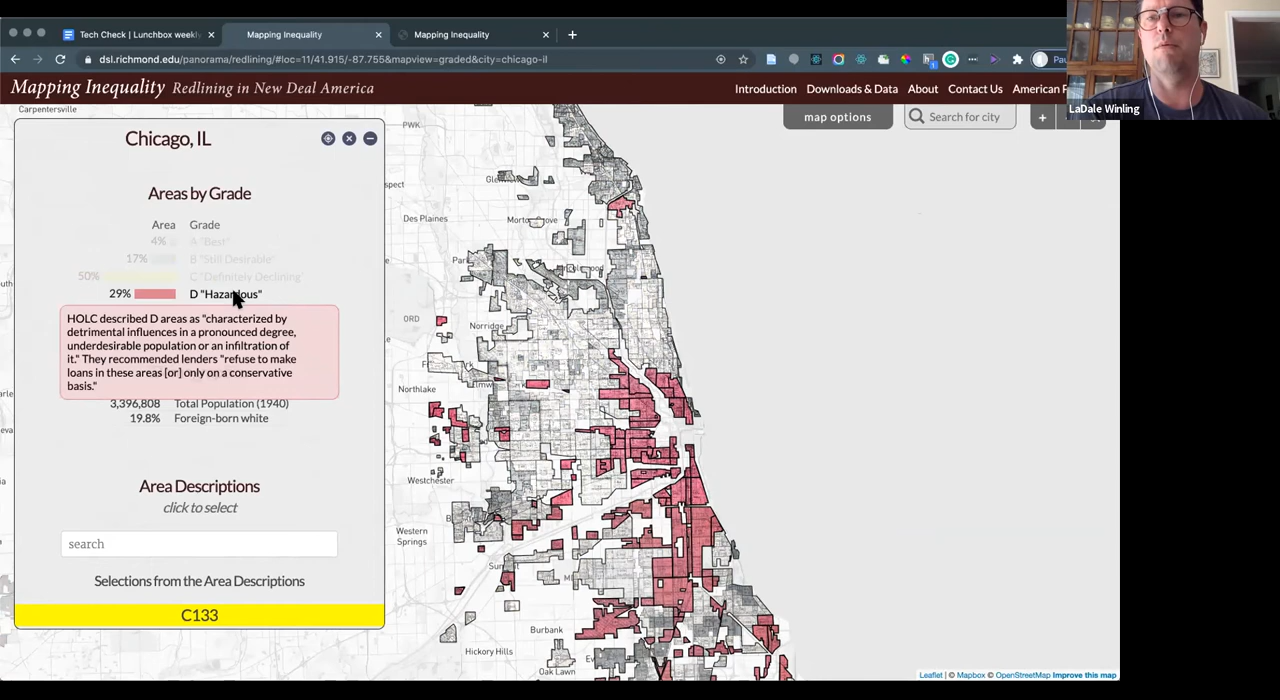 Tech Check | Lunchbox weekly
Mapping Inequality
Mapping Inequality
dsl.richmond.edu/panorama/redlining/#loc=11/41.915/-87.755&mapview=graded&city=chicago-il
Mapping Inequality Redlining in New Deal America
Introduction
Downloads & Data
About
Contact Us
American
LaDale Winling
map options
Search for city
+
Carpentersville
Chicago, IL
Areas by Grade
Area Grade
4% A "Best"
17% B "Still Desirable"
50% C "Definitely Declining"
29% D "Hazardous"
HOLC described D areas as "characterized by
detrimental influences in a pronounced degree,
underdesirable population or an infiltration of
it." They recommended lenders "refuse to make
loans in these areas [or] only on a conservative
basis."
3,396,808 Total Population (1940)
19.8% Foreign-born white
Area Descriptions
click to select
search
Selections from the Area Descriptions
C133
PWK
Des Plaines
ORD
Norridge
Northlake
Westchester
Western
Springs
Burbank
Hickory Hills
Oak Lawn
Leaflet | © Mapbox © OpenStreetMap Improve this map